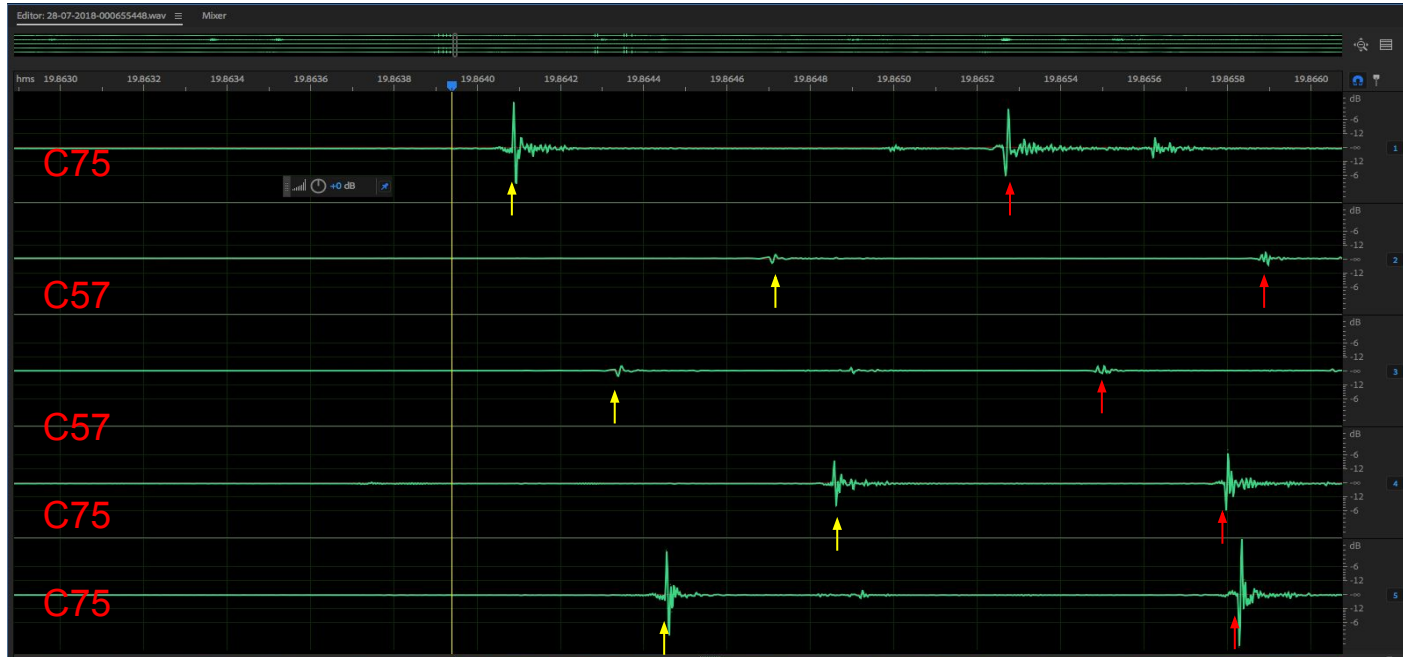 Editor: 28-07-2018-000655448.wav ☰ Mixer
hms 19.8630 19.8632 19.8634 19.8636 19.8638 19.8640 19.8642 19.8644 19.8646 19.8648 19.8650 19.8652 19.8654 19.8656 19.8658 19.8660
dB
-6
-12
C75 -∞ 1
-12
+0 dB -6
dB
-6
-12
-∞ 2
-12
C57 -6
dB
-6
-12
-∞ 3
-12
-6
C57
dB
-6
-12
-∞ 4
C75 -12
-6
dB
-6
-12
C75 -∞ 5
-12
-6